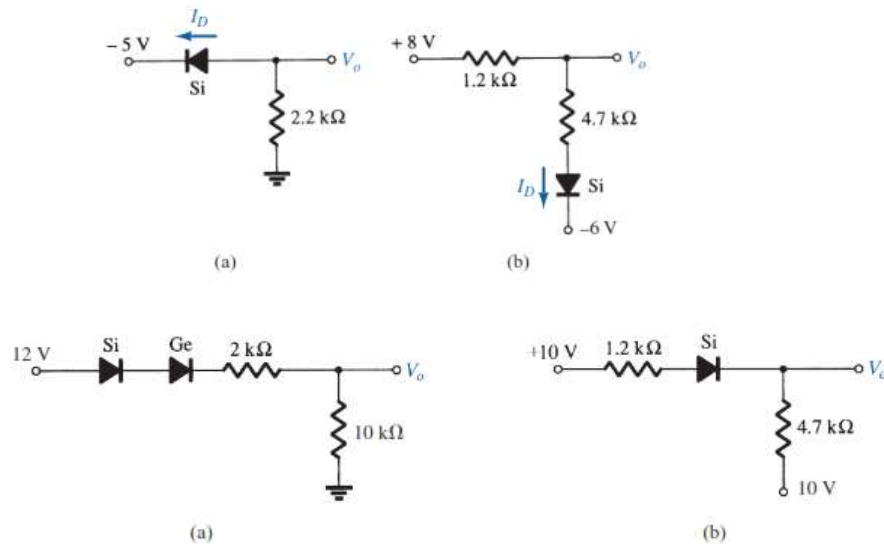 I_D
– 5 V
Si
V_o
2.2 kΩ
(a)
+ 8 V
1.2 kΩ
V_o
4.7 kΩ
I_D
Si
–6 V
(b)
12 V
Si
Ge
2 kΩ
V_o
10 kΩ
(a)
+10 V
1.2 kΩ
Si
V_o
4.7 kΩ
10 V
(b)